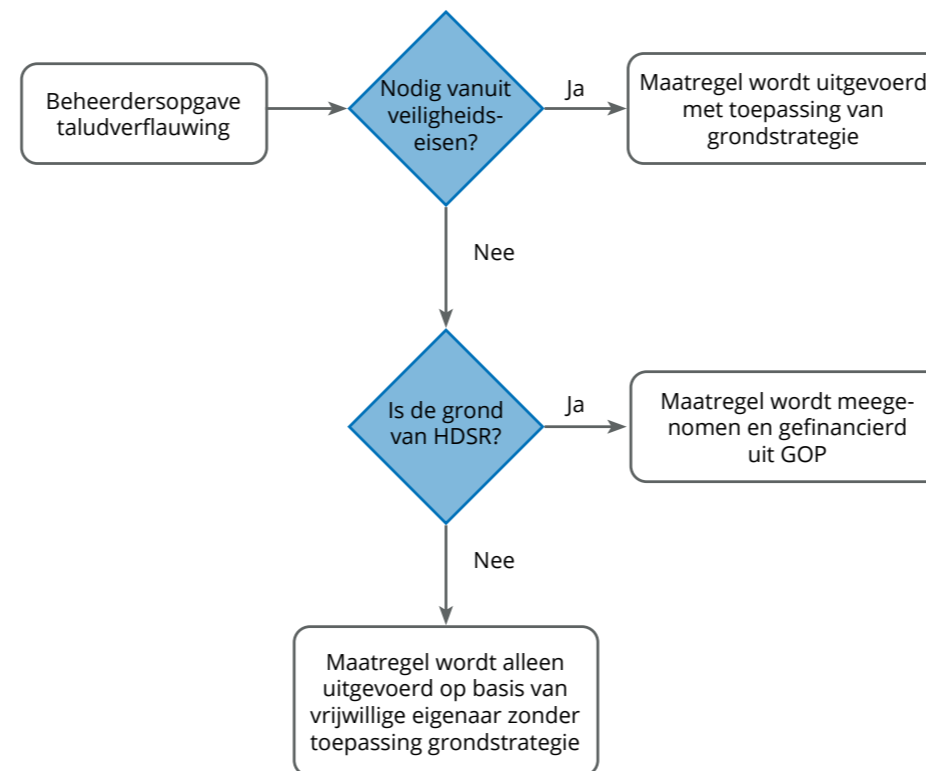 Beheerdersopgave
taludverflauwing
Nodig vanuit
veiligheids-
eisen?
Ja
Maatregel wordt uitgevoerd
met toepassing van
grondstrategie
Nee
Is de grond
van HDSR?
Ja
Maatregel wordt meege-
nomen en gefinancierd
uit GOP
Nee
Maatregel wordt alleen
uitgevoerd op basis van
vrijwillige eigenaar zonder
toepassing grondstrategie